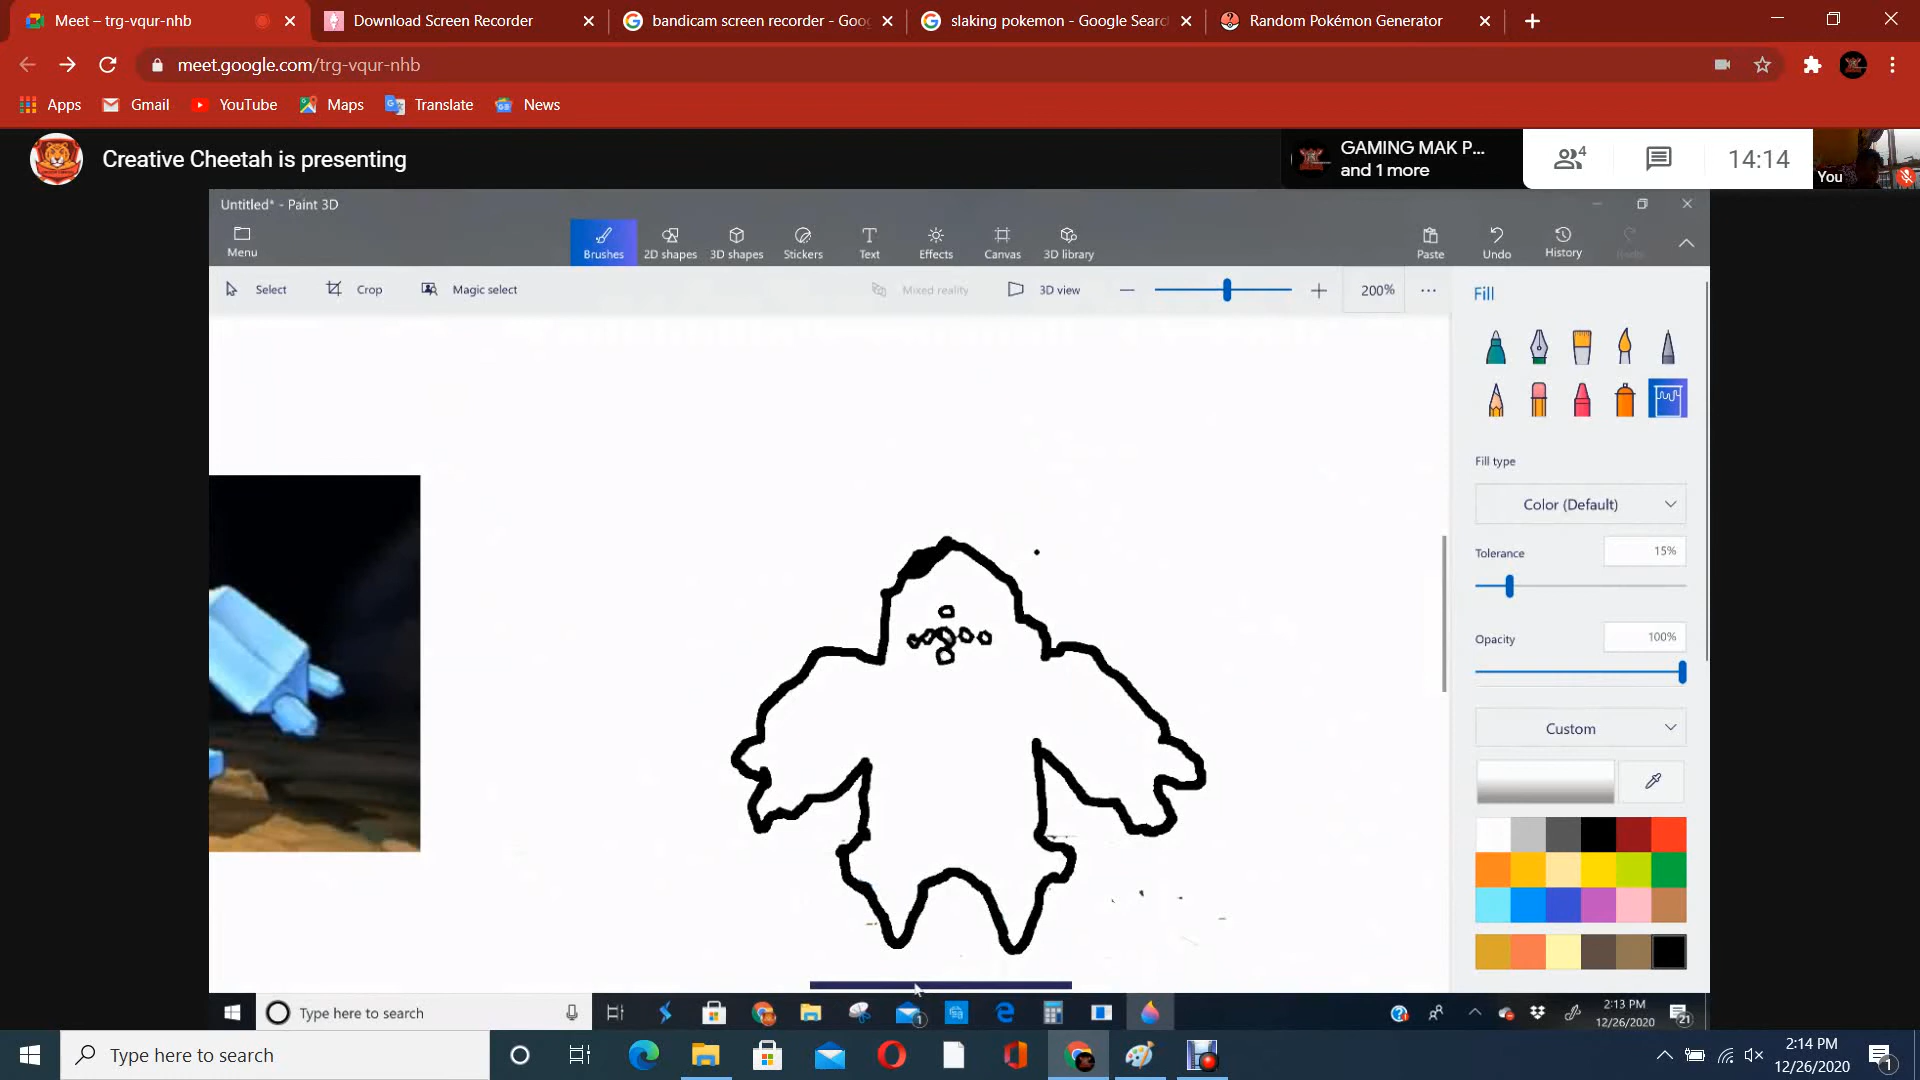 Meet – trg-vqur-nhb
Download Screen Recorder
bandicam screen recorder - Goo
slaking pokemon - Google Searc
Random Pokémon Generator
meet.google.com/trg-vqur-nhb
Apps
Gmail
YouTube
Maps
Translate
News
Creative Cheetah is presenting
GAMING MAK P...
and 1 more
4
14:14
You
Untitled* - Paint 3D
Menu
Brushes
2D shapes
3D shapes
Stickers
Text
Effects
Canvas
3D library
Paste
Undo
History
Redo
Select
Crop
Magic select
Mixed reality
3D view
200%
Fill
Fill type
Color (Default)
Tolerance
15%
Opacity
100%
Custom
Type here to search
1
2:13 PM
12/26/2020
21
Type here to search
2:14 PM
12/26/2020
1